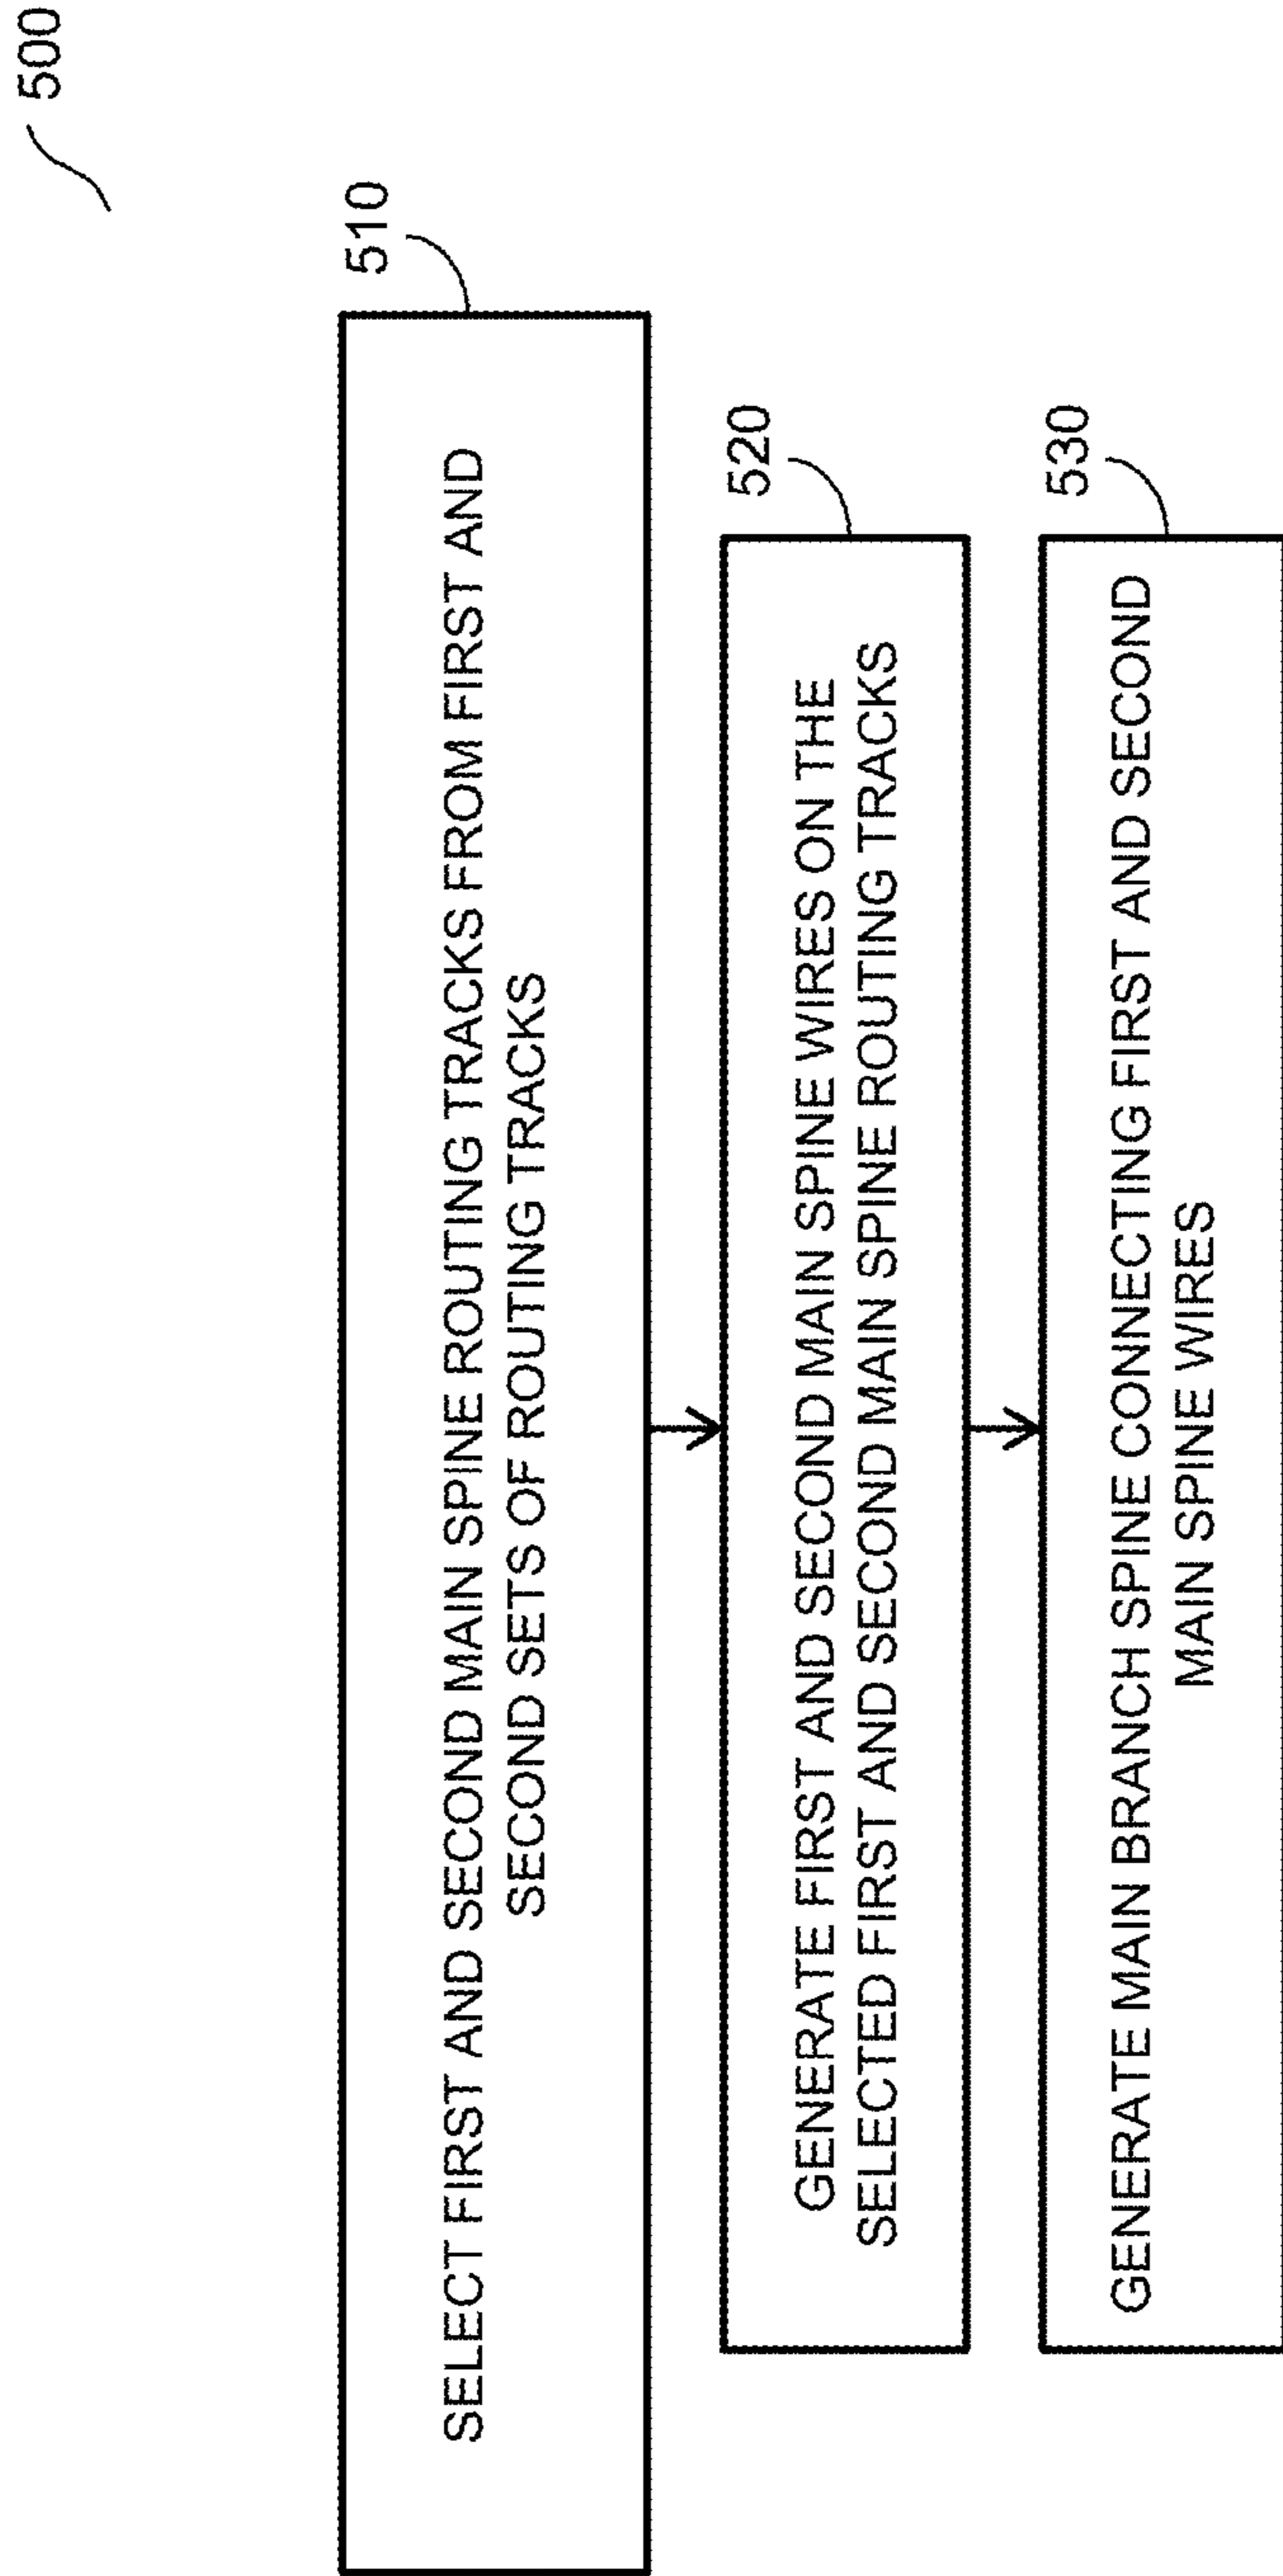 500
510
SELECT FIRST AND SECOND MAIN SPINE ROUTING TRACKS FROM FIRST AND
SECOND SETS OF ROUTING TRACKS
520
GENERATE FIRST AND SECOND MAIN SPINE WIRES ON THE
SELECTED FIRST AND SECOND MAIN SPINE ROUTING TRACKS
530
GENERATE MAIN BRANCH SPINE CONNECTING FIRST AND SECOND
MAIN SPINE WIRES